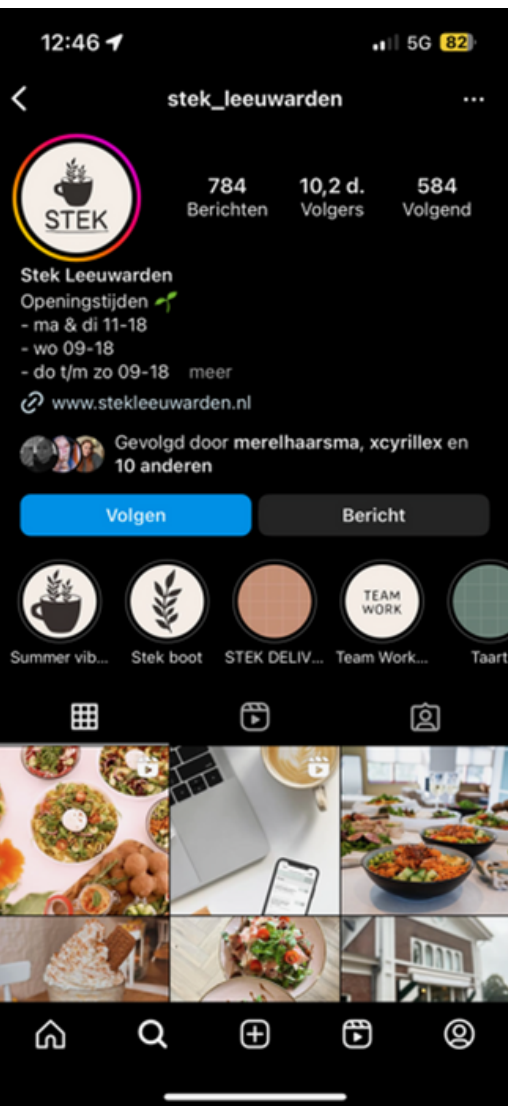 12:46
5G 82
stek_leeuwarden
STEK
784 10,2 d. 584
Berichten Volgers Volgend
Stek Leeuwarden
Openingstijden 🌱
- ma & di 11-18
- wo 09-18
- do t/m zo 09-18 meer
www.stekleeuwarden.nl
Gevolgd door merelhaarsma, xcyrillex en
10 anderen
Volgen Bericht
TEAM
WORK
Summer vib... Stek boot STEK DELIV... Team Work... Taart